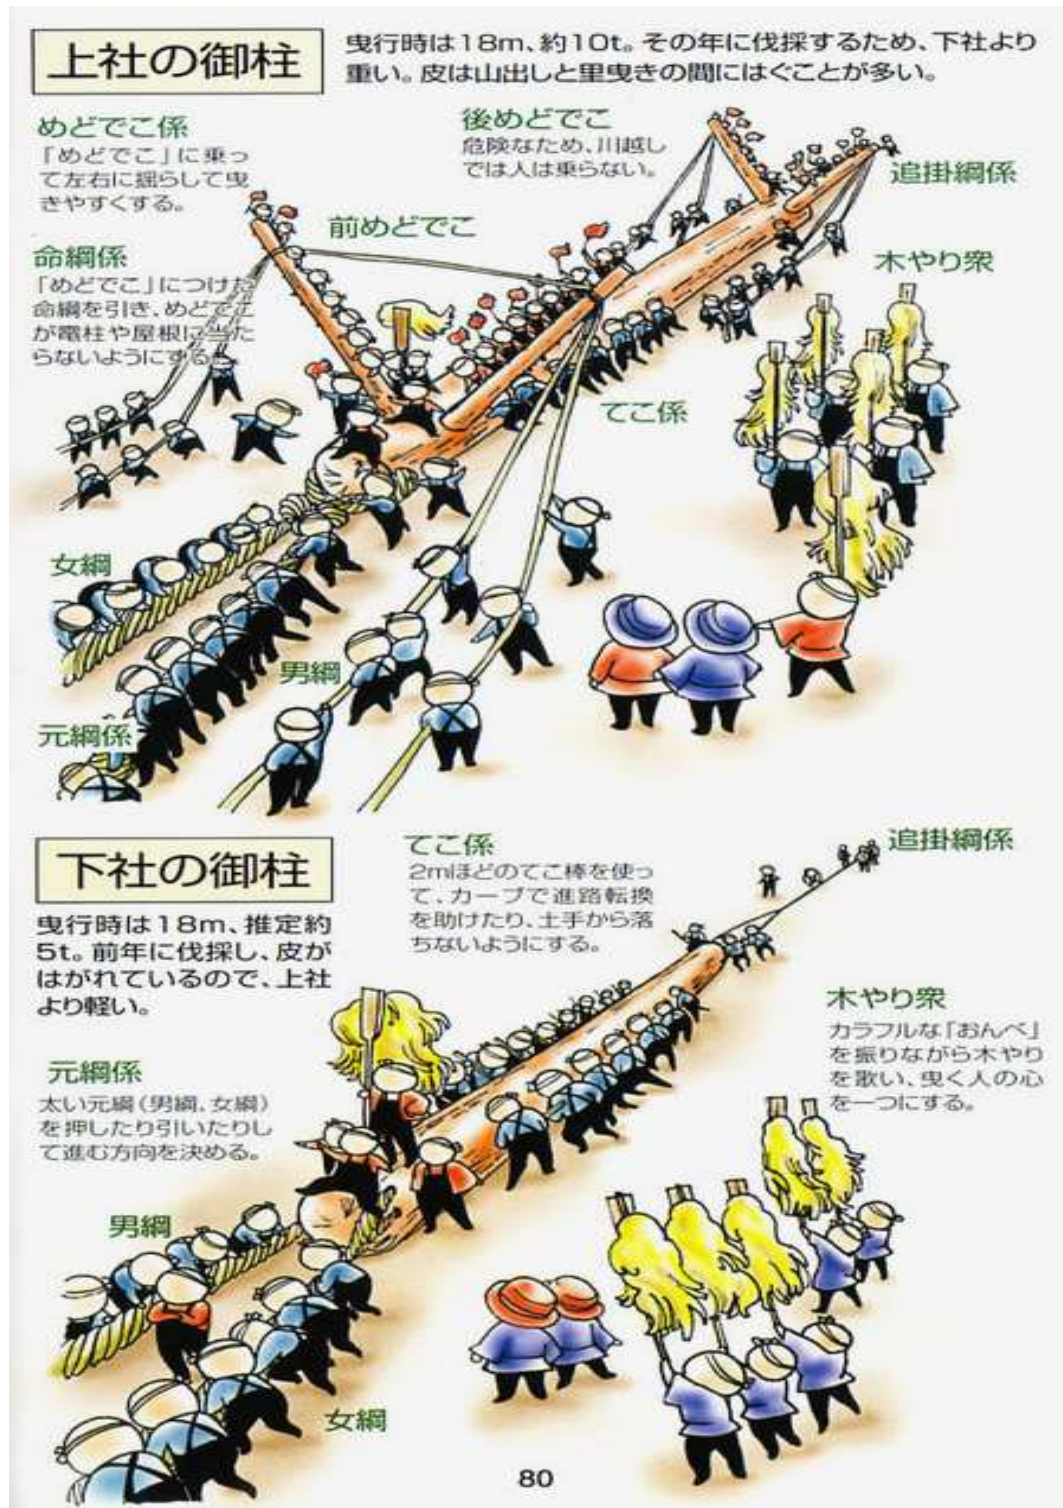 上社の御柱
曳行時は18m、約10t。その年に伐採するため、下社より
重い。皮は山出しと里曳きの間にはぐことが多い。
めどでこ係
「めどでこ」に乗っ
て左右に揺らして曳
きやすくする。
後めどでこ
危険なため、川越し
では人は乗らない。
追掛綱係
前めどでこ
命綱係
「めどでこ」につけた
命綱を引き、めどでこ
が電柱や屋根に当た
らないようにする。
木やり衆
てこ係
女綱
男綱
元綱係
下社の御柱
曳行時は18m、推定約
5t。前年に伐採し、皮が
はがれているので、上社
より軽い。
てこ係
2mほどのてこ棒を使っ
て、カーブで進路転換
を助けたり、土手から落
ちないようにする。
追掛綱係
木やり衆
カラフルな「おんべ」
を振りながら木やり
を歌い、曳く人の心
を一つにする。
元綱係
太い元綱(男綱、女綱)
を押したり引いたりし
て進む方向を決める。
男綱
女綱
80